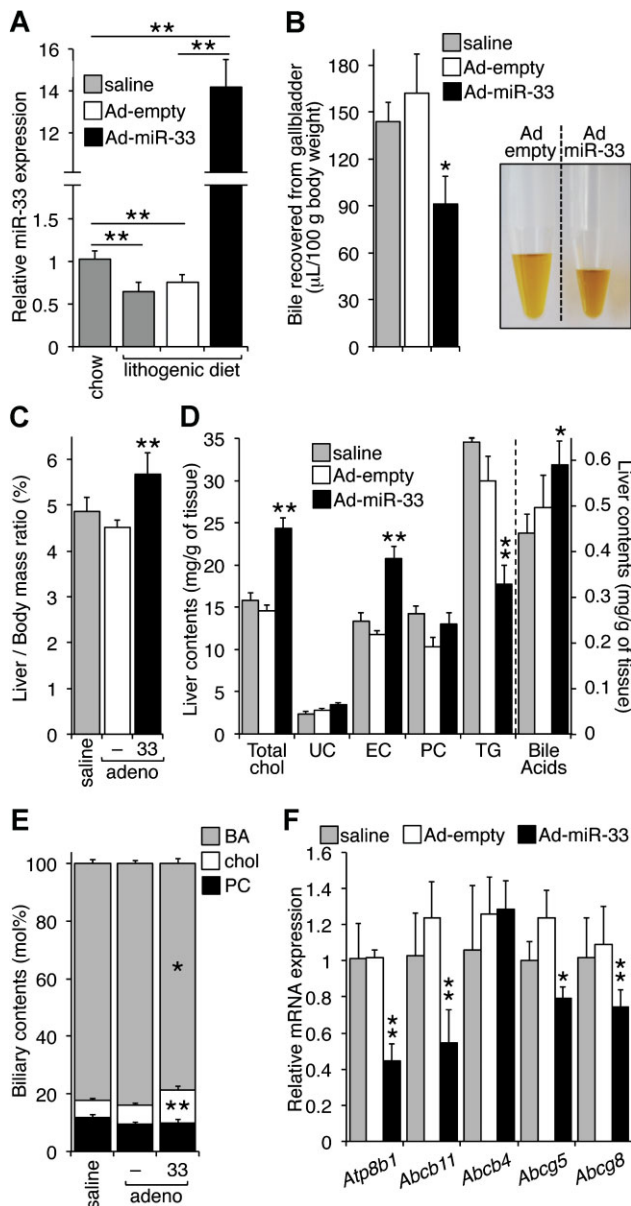 A
Relative miR-33 expression
16
14
12
1.5
1
0.5
0
saline
Ad-empty
Ad-miR-33
**
**
**
**
chow
lithogenic diet
B
Bile recovered from gallbladder
(µL/100 g body weight)
180
150
120
90
60
30
0
saline
Ad-empty
Ad-miR-33
*
Ad
empty
Ad
miR-33
C
Liver / Body mass ratio (%)
6
5
4
3
2
1
0
**
saline
– 33
adeno
D
Liver contents (mg/g of tissue)
35
30
25
20
15
10
5
0
saline
Ad-empty
Ad-miR-33
**
**
**
*
Total
chol
UC
EC
PC
TG
Bile
Acids
0.6
0.5
0.4
0.3
0.2
0.1
0
Liver contents (mg/g of tissue)
E
BA
chol
PC
Biliary contents (mol%)
100
80
60
40
20
0
*
**
saline
– 33
adeno
F
saline
Ad-empty
Ad-miR-33
Relative mRNA expression
1.6
1.4
1.2
1
0.8
0.6
0.4
0.2
0
**
**
*
**
Atp8b1
Abcb11
Abcb4
Abcg5
Abcg8